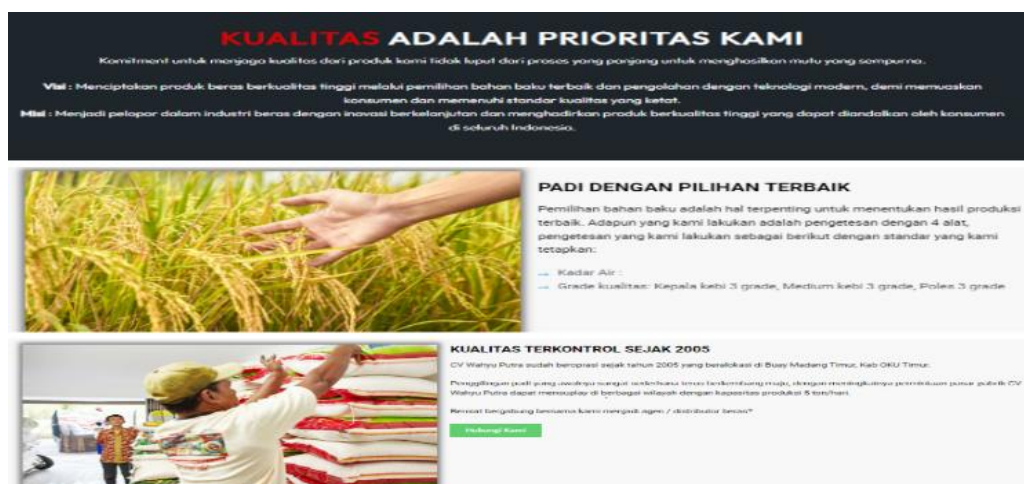 KUALITAS ADALAH PRIORITAS KAMI
Komitment untuk menjaga kualitas dari produk kami tidak luput dari proses yang panjang untuk menghasilkan mutu yang sempurna.
Visi : Menciptakan produk beras berkualitas tinggi melalui pemilihan bahan baku terbaik dan pengolahan dengan teknologi modern, demi memuaskan
konsumen dan memenuhi standar kualitas yang ketat.
Misi : Menjadi pelopor dalam industri beras dengan inovasi berkelanjutan dan menghadirkan produk berkualitas tinggi yang dapat diandalkan oleh konsumen
di seluruh Indonesia.
PADI DENGAN PILIHAN TERBAIK
Pemilihan bahan baku adalah hal terpenting untuk menentukan hasil produksi
terbaik. Adapun yang kami lakukan adalah pengetesan dengan 4 alat,
pengetesan yang kami lakukan sebagai berikut dengan standar yang kami
tetapkan:
→ Kadar Air :
→ Grade kualitas: Kepala kebi 3 grade, Medium kebi 3 grade, Poles 3 grade
KUALITAS TERKONTROL SEJAK 2005
CV Wahyu Putra sudah beroprasi sejak tahun 2005 yang beralokasi di Buay Madang Timur, Kab OKU Timur.
Penggilingan padi yang awalnya sangat sederhana terus berkembang maju, dengan meningkatnya permintaan pasar pabrik CV
Wahyu Putra dapat mensuplay di berbagai wilayah dengan kapasitas produksi 5 ton/hari.
bergabung bersama kami menjadi agen / distributor beras?
Hubungi Kami